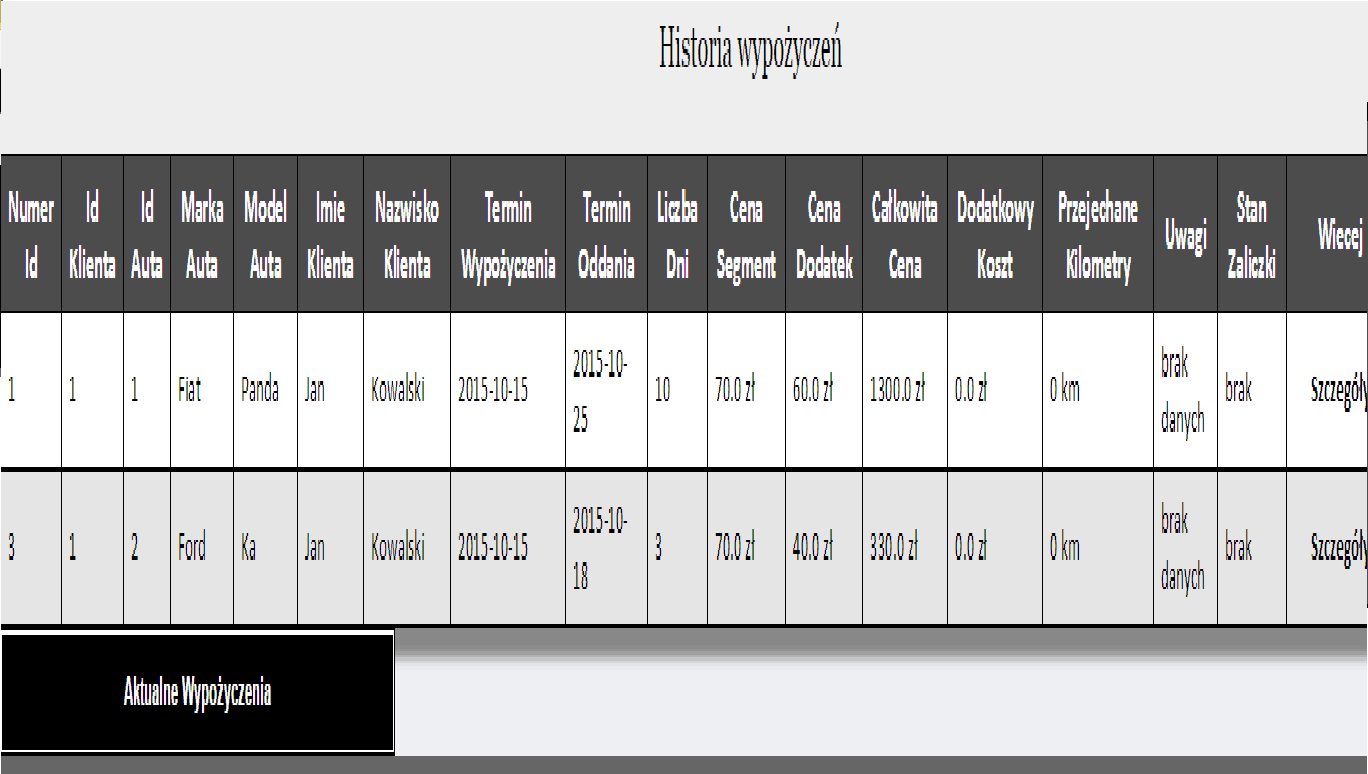 Historia wypożyczeń
Numer Id Id Klienta Id Auta Marka Auta Model Auta Imie Klienta Nazwisko Klienta Termin Wypożyczenia Termin Oddania Liczba Dni Cena Segment Cena Dodatek Całkowita Cena Dodatkowy Koszt Przejechane Kilometry Uwagi Stan Zaliczki Wiecej
1 1 1 Fiat Panda Jan Kowalski 2015-10-15 2015-10-25 10 70.0 zł 60.0 zł 1300.0 zł 0.0 zł 0 km brak danych brak Szczegóły
3 1 2 Ford Ka Jan Kowalski 2015-10-15 2015-10-18 3 70.0 zł 40.0 zł 330.0 zł 0.0 zł 0 km brak danych brak Szczegóły
Aktualne Wypożyczenia